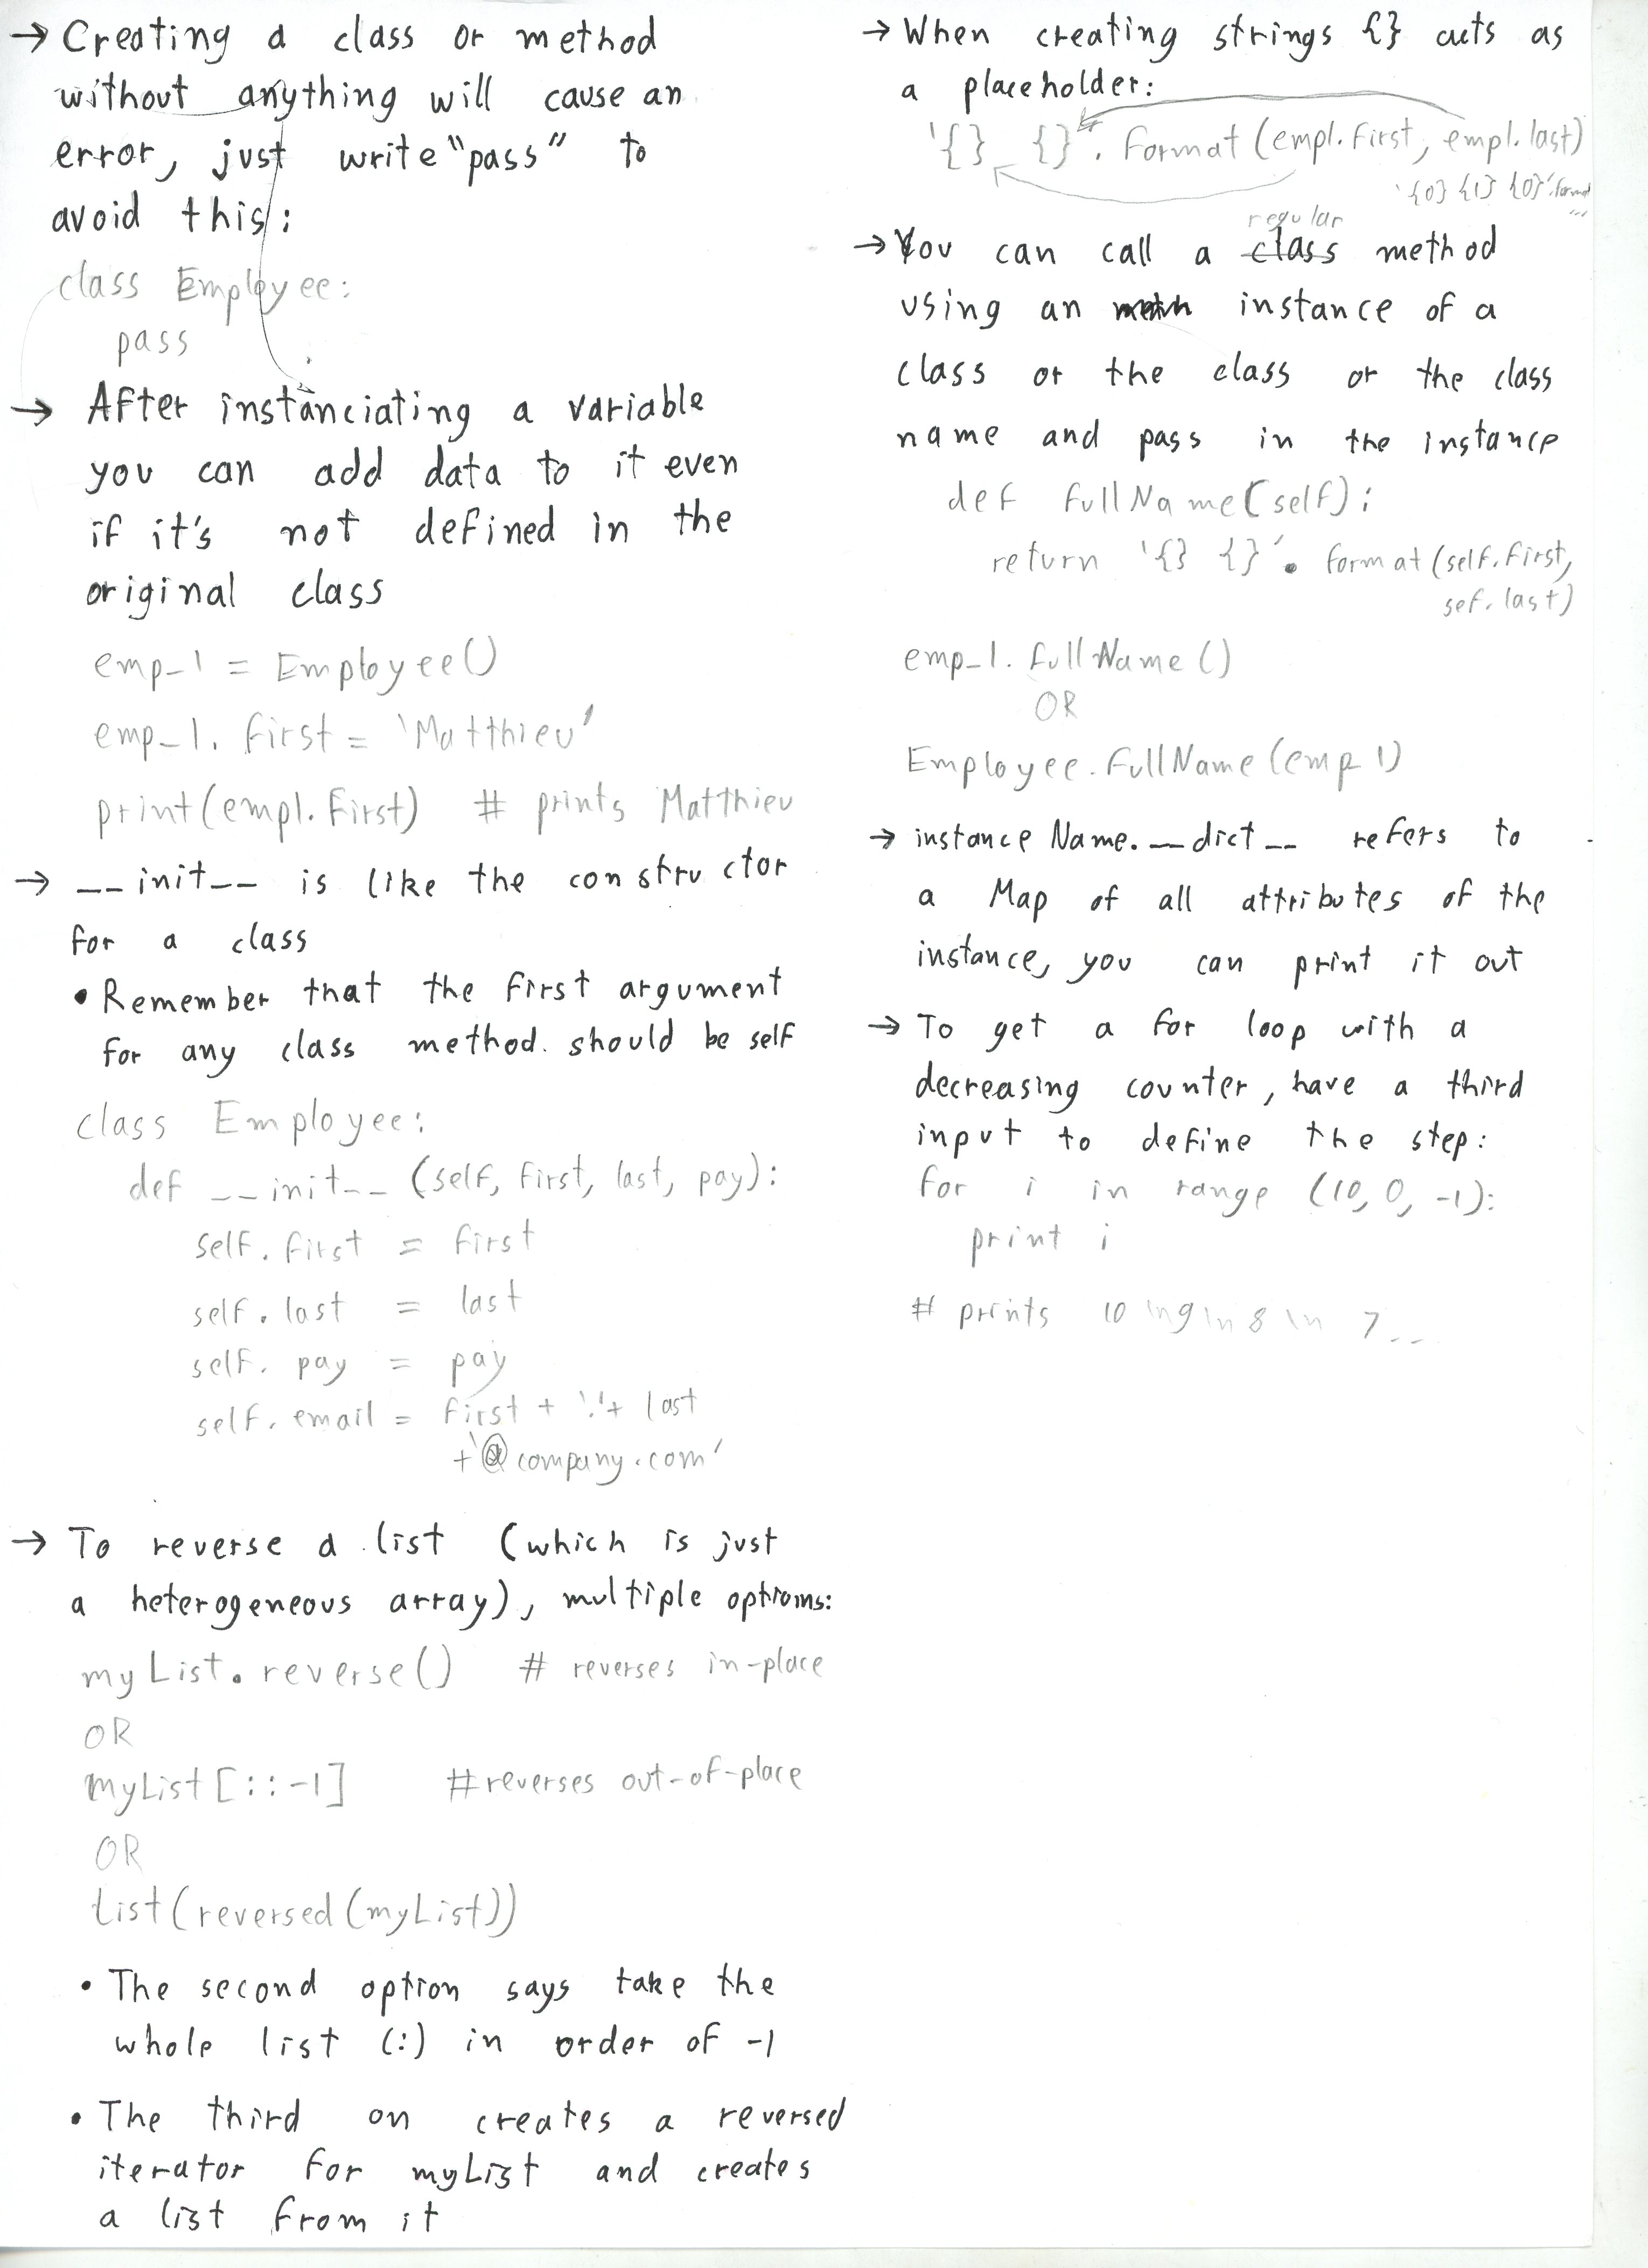 → Creating a class or method
without anything will cause an
error, just write "pass" to
avoid this:
class Employee:
pass
→ After instanciating a variable
you can add data to it even
if it's not defined in the
original class
emp_1 = Employee()
emp_1.first = 'Matthieu'
print(emp1.first) # prints Matthieu
→ __init__ is like the constructor
for a class
• Remember that the first argument
for any class method should be self
class Employee:
def __init__ (self, first, last, pay):
self.first = first
self.last = last
self.pay = pay
self.email = first + '.' + last
+ '@company.com'
→ To reverse a list (which is just
a heterogeneous array), multiple options:
myList.reverse() # reverses in-place
OR
myList[::-1] # reverses out-of-place
OR
list(reversed(myList))
• The second option says take the
whole list (:) in order of -1
• The third on creates a reversed
iterator for myList and creates
a list from it
→ When creating strings {} acts as
a placeholder:
'{} {}'.format(emp1.first, emp1.last)
'{0} {1} {0}'.format
...
regular
→ You can call a class method
using an instance of a
class or the class or the class
name and pass in the instance
def fullName(self):
return '{} {}'.format(self.first,
sef.last)
emp_1.fullName()
OR
Employee.fullName(emp 1)
→ instanceName.__dict__ refers to
a Map of all attributes of the
instance, you can print it out
→ To get a for loop with a
decreasing counter, have a third
input to define the step:
for i in range (10, 0, -1):
print i
# prints 10 \n 9 \n 8 \n 7...